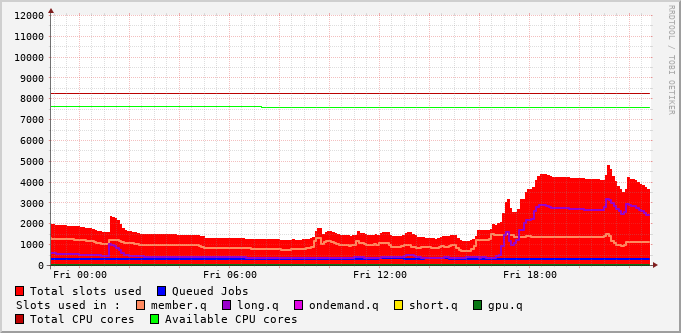 12000
11000
10000
9000
8000
7000
6000
5000
4000
3000
2000
1000
0
Fri 00:00 Fri 06:00 Fri 12:00 Fri 18:00
RRDTOOL / TOBI OETIKER
Total slots used Queued Jobs
Slots used in : member.q long.q ondemand.q short.q gpu.q
Total CPU cores Available CPU cores